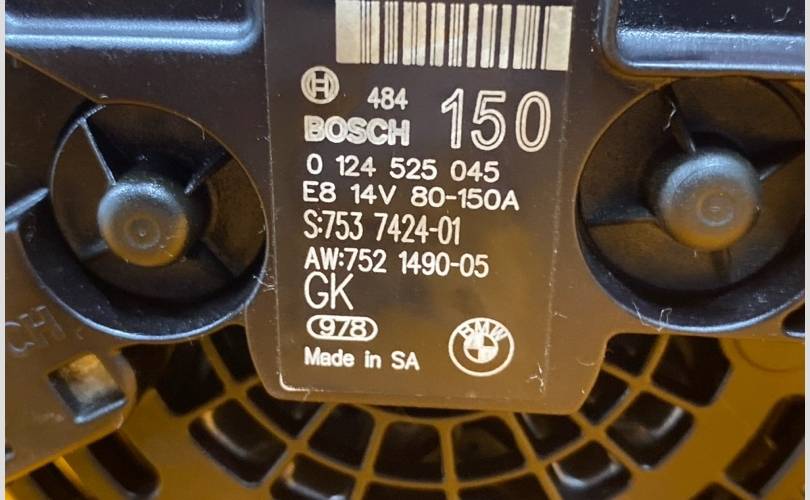 484 150
BOSCH
0 124 525 045
E8 14V 80-150A
S:753 7424-01
AW:752 1490-05
GK
978
Made in SA
BMW
CH